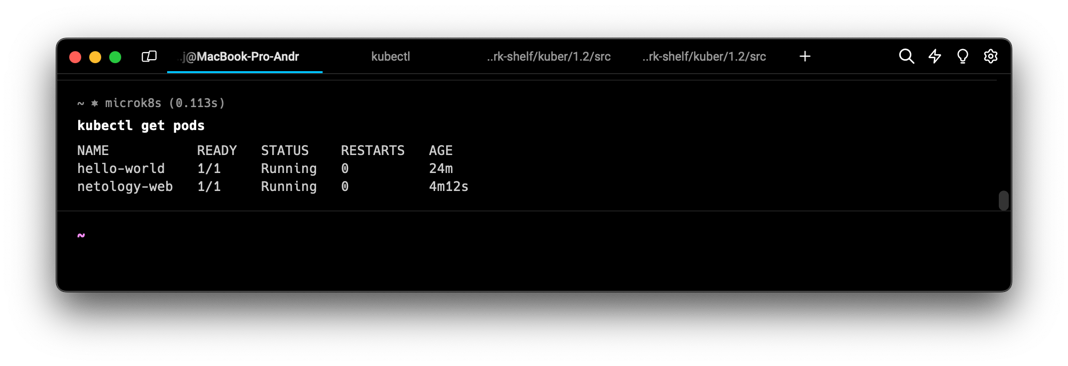 j@MacBook-Pro-Andr kubectl ..rk-shelf/kuber/1.2/src ..rk-shelf/kuber/1.2/src +
~ ⎈ microk8s (0.113s)
kubectl get pods
NAME READY STATUS RESTARTS AGE
hello-world 1/1 Running 0 24m
netology-web 1/1 Running 0 4m12s
~